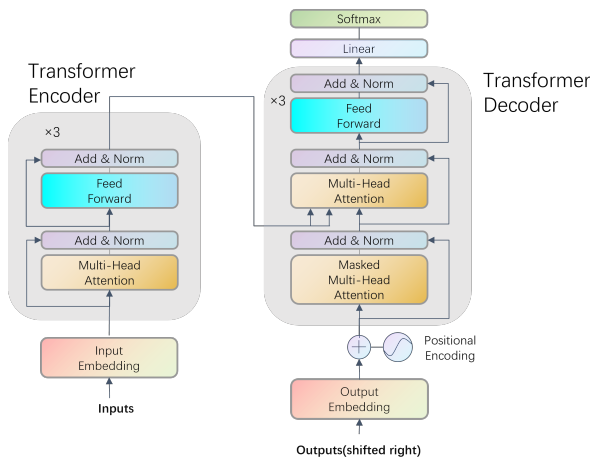 Transformer
Encoder
×3
Add & Norm
Feed
Forward
Add & Norm
Multi-Head
Attention
Input
Embedding
Inputs
Softmax
Linear
Transformer
Decoder
×3
Add & Norm
Feed
Forward
Add & Norm
Multi-Head
Attention
Add & Norm
Masked
Multi-Head
Attention
Positional
Encoding
Output
Embedding
Outputs(shifted right)